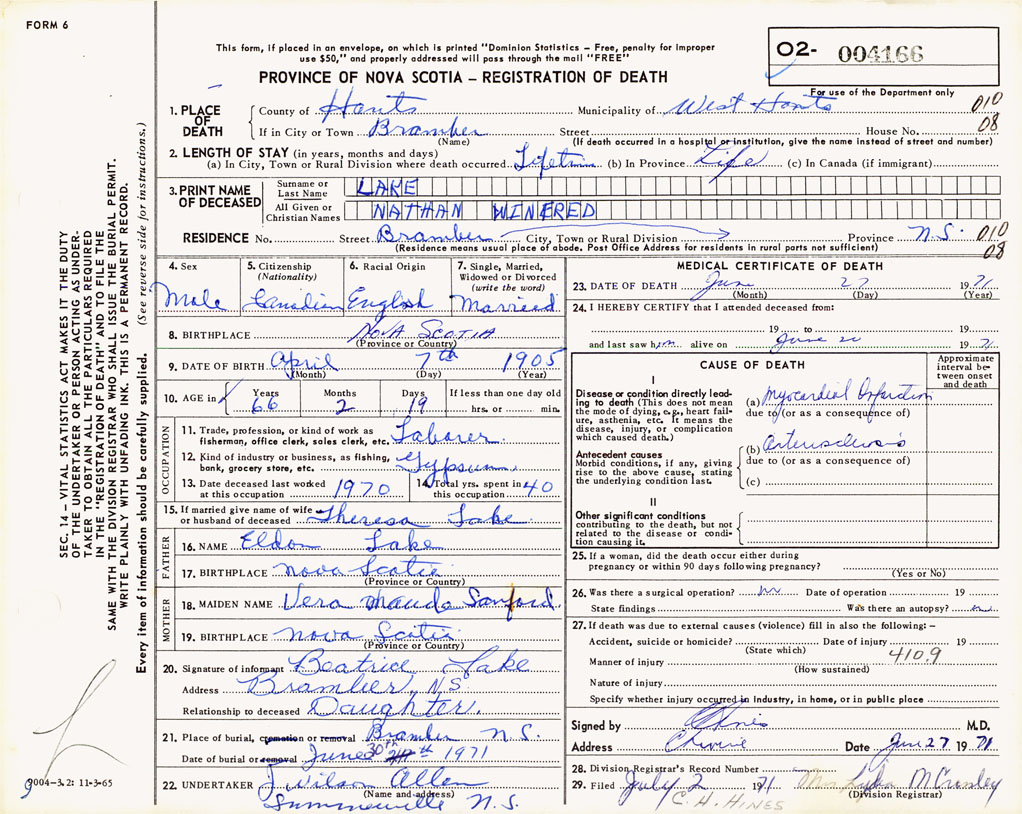 FORM 6
This form, if placed in an envelope, on which is printed "Dominion Statistics – Free, penalty for improper
use $50," and properly addressed will pass through the mail "FREE"
PROVINCE OF NOVA SCOTIA – REGISTRATION OF DEATH
O2- 004166
For use of the Department only
1. PLACE OF DEATH
County of Hants Municipality of West Hants 010
If in City or Town Bramber Street House No. 08
(Name) (If death occurred in a hospital or institution, give the name instead of street and number)
2. LENGTH OF STAY (in years, months and days)
(a) In City, Town or Rural Division where death occurred (b) In Province Life (c) In Canada (if immigrant)
3. PRINT NAME OF DECEASED
Surname or Last Name LAKE
All Given or Christian Names NATHAN WINFRED
RESIDENCE No. Street Bramber City, Town or Rural Division Province N.S. 010
08
(Residence means usual place of abode. Post Office Address for residents in rural parts not sufficient)
4. Sex
Male
5. Citizenship
(Nationality)
Canadian
6. Racial Origin
English
7. Single, Married,
Widowed or Divorced
(write the word)
Married
8. BIRTHPLACE NOVA SCOTIA
(Province or Country)
9. DATE OF BIRTH April 7th 1905
(Month) (Day) (Year)
10. AGE in
Years Months Days If less than one day old
66 2 19 hrs. or min.
OCCUPATION
11. Trade, profession, or kind of work as
fisherman, office clerk, sales clerk, etc. Laborer
12. Kind of industry or business, as fishing,
bank, grocery store, etc. Gypsum
13. Date deceased last worked
at this occupation 1970
14. Total yrs. spent in
this occupation 40
15. If married give name of wife
or husband of deceased Theresa Lake
FATHER
16. NAME Eldon Lake
17. BIRTHPLACE Nova Scotia
(Province or Country)
MOTHER
18. MAIDEN NAME Vera Maude Sanford
19. BIRTHPLACE Nova Scotia
(Province or Country)
20. Signature of informant Beatrice Lake
Address Bramber, N.S.
Relationship to deceased Daughter.
21. Place of burial, cremation or removal Bramber N.S.
Date of burial or removal June 30th 1971
22. UNDERTAKER J. Wilson Allen
(Name and address)
Summerville N.S.
MEDICAL CERTIFICATE OF DEATH
23. DATE OF DEATH June 27 1971
(Month) (Day) (Year)
24. I HEREBY CERTIFY that I attended deceased from:
19 to 19
and last saw him alive on June 20 1971
CAUSE OF DEATH
Approximate
interval be-
tween onset
and death
I
Disease or condition directly lead-
ing to death (This does not mean
the mode of dying, e.g., heart fail-
ure, asthenia, etc. It means the
disease, injury, or complication
which caused death.)
(a) Myocardial Infarction
due to (or as a consequence of)
Antecedent causes
Morbid conditions, if any, giving
rise to the above cause, stating
the underlying condition last.
(b) Arteriosclerosis
due to (or as a consequence of)
(c)
II
Other significant conditions
contributing to the death, but not
related to the disease or condi-
tion causing it.
25. If a woman, did the death occur either during
pregnancy or within 90 days following pregnancy?
(Yes or No)
26. Was there a surgical operation? no Date of operation 19
State findings Was there an autopsy? no
27. If death was due to external causes (violence) fill in also the following: –
Accident, suicide or homicide? Date of injury 19
(State which) 4109
Manner of injury
(How sustained)
Nature of injury
Specify whether injury occurred in industry, in home, or in public place
Signed by M.D.
Address Date June 27 1971
28. Division Registrar's Record Number
29. Filed July 2 1971 Mrs. Lydia
(Division Registrar)
C. H. HINES
SEC. 14 – VITAL STATISTICS ACT MAKES IT THE DUTY
OF THE UNDERTAKER OR PERSON ACTING AS UNDER-
TAKER TO OBTAIN ALL THE PARTICULARS REQUIRED
IN THE "REGISTRATION OF DEATH" AND TO FILE THE
SAME WITH THE DIVISION REGISTRAR WHO SHALL ISSUE THE BURIAL PERMIT.
WRITE PLAINLY WITH UNFADING INK. THIS IS A PERMANENT RECORD.
Every item of information should be carefully supplied. (See reverse side for instructions.)
9004-3.2: 11-3-65